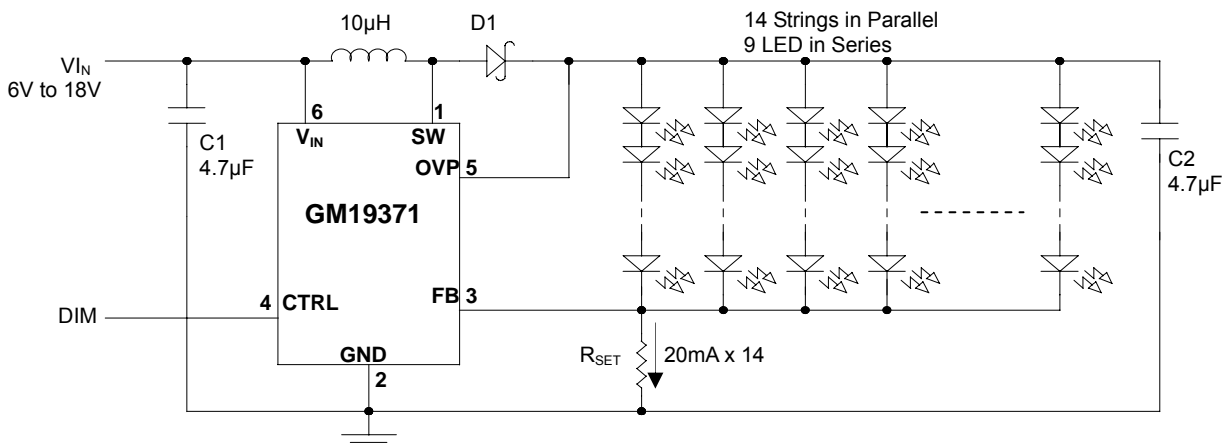 14 Strings in Parallel
9 LED in Series
10µH
D1
VIN
6V to 18V
6
1
VIN
SW
C1
4.7µF
OVP 5
C2
4.7µF
GM19371
4 CTRL
FB 3
DIM
GND
2
RSET
20mA x 14